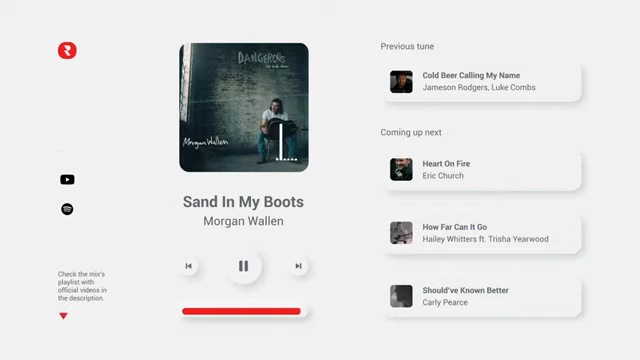 DANGEROUS
Morgan Wallen
Sand In My Boots
Morgan Wallen
Check the mix's
playlist with
official videos in
the description.
Previous tune
Cold Beer Calling My Name
Jameson Rodgers, Luke Combs
Coming up next
Heart On Fire
Eric Church
How Far Can It Go
Hailey Whitters ft. Trisha Yearwood
Should've Known Better
Carly Pearce